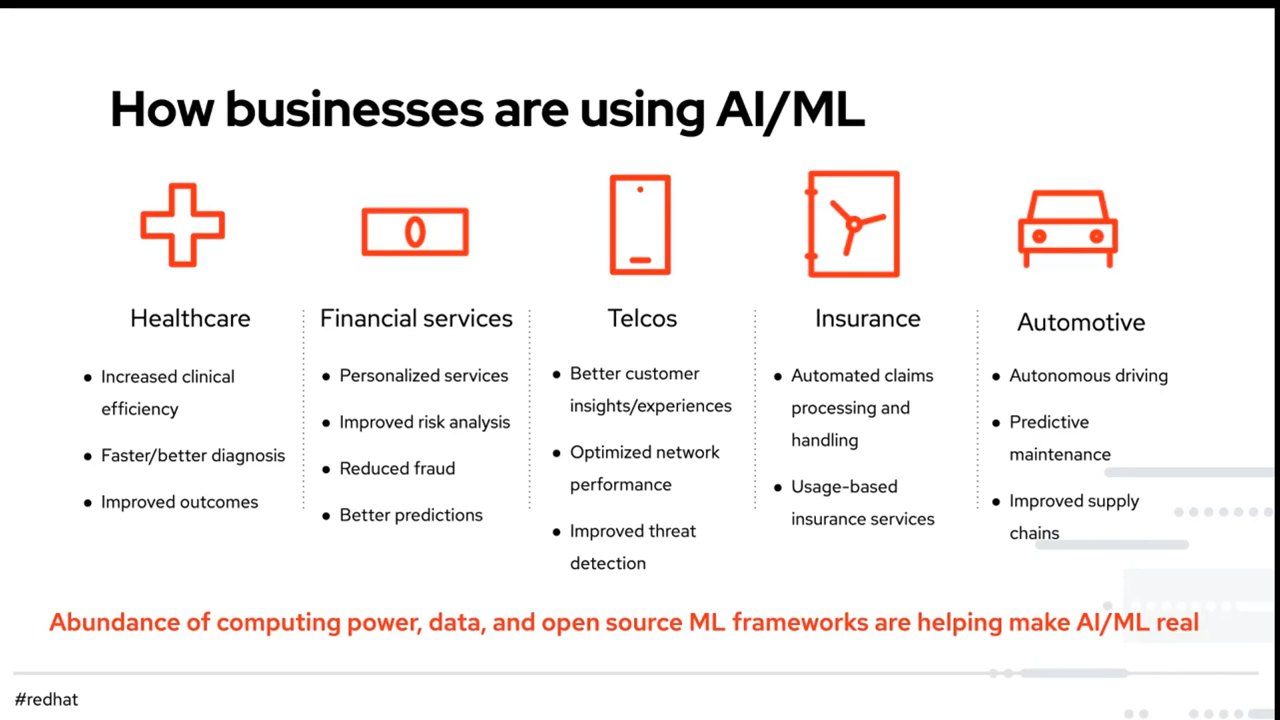 How businesses are using AI/ML
Healthcare
• Increased clinical
efficiency
• Faster/better diagnosis
• Improved outcomes
Financial services
• Personalized services
• Improved risk analysis
• Reduced fraud
• Better predictions
Telcos
• Better customer
insights/experiences
• Optimized network
performance
• Improved threat
detection
Insurance
• Automated claims
processing and
handling
• Usage-based
insurance services
Automotive
• Autonomous driving
• Predictive
maintenance
• Improved supply
chains
Abundance of computing power, data, and open source ML frameworks are helping make AI/ML real
#redhat